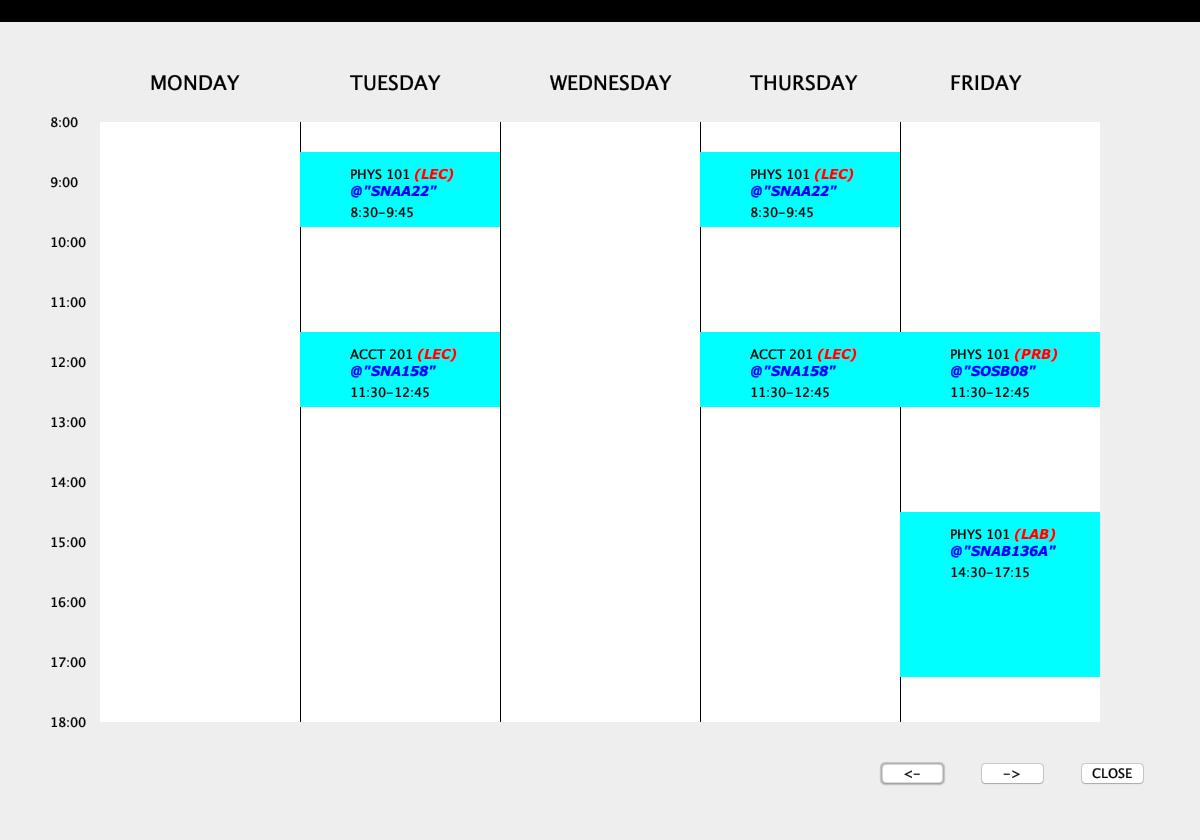 MONDAY TUESDAY WEDNESDAY THURSDAY FRIDAY
8:00
PHYS 101 (LEC) PHYS 101 (LEC)
9:00 @"SNAA22" @"SNAA22"
8:30-9:45 8:30-9:45
10:00
11:00
ACCT 201 (LEC) ACCT 201 (LEC) PHYS 101 (PRB)
12:00 @"SNA158" @"SNA158" @"SOSB08"
11:30-12:45 11:30-12:45 11:30-12:45
13:00
14:00
PHYS 101 (LAB)
15:00 @"SNAB136A"
14:30-17:15
16:00
17:00
18:00
<- -> CLOSE